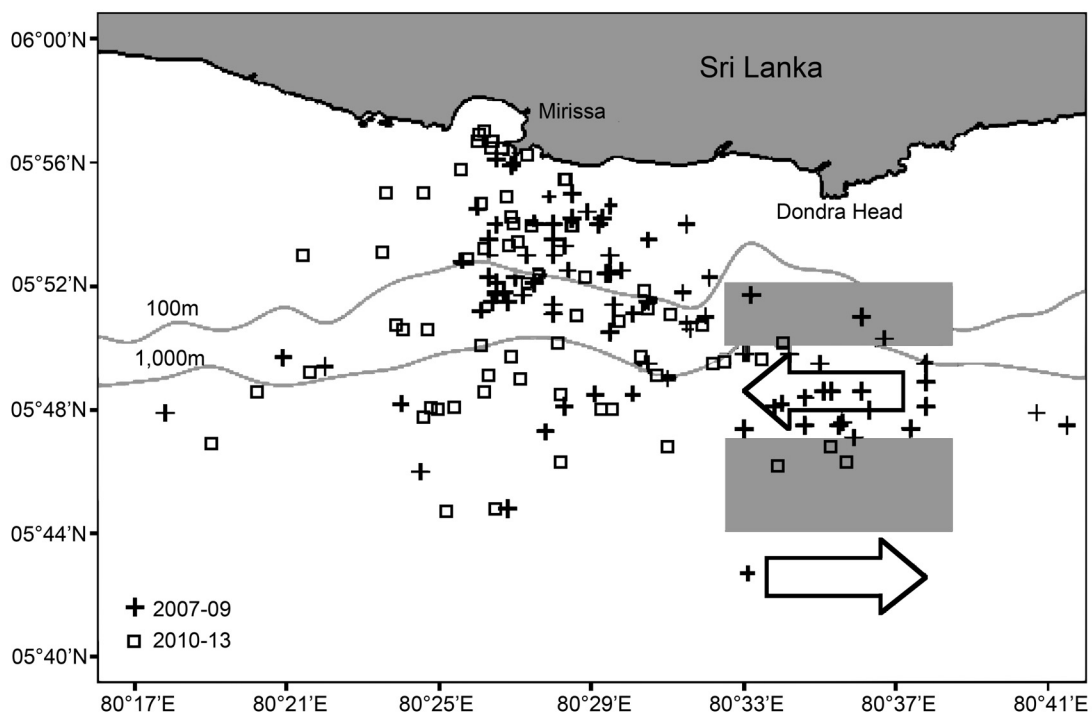 06°00’N
Sri Lanka
Mirissa
05°56’N
Dondra Head
05°52’N
100m
1,000m
05°48’N
05°44’N
2007-09
2010-13
05°40’N
80°17’E 80°21’E 80°25’E 80°29’E 80°33’E 80°37’E 80°41’E